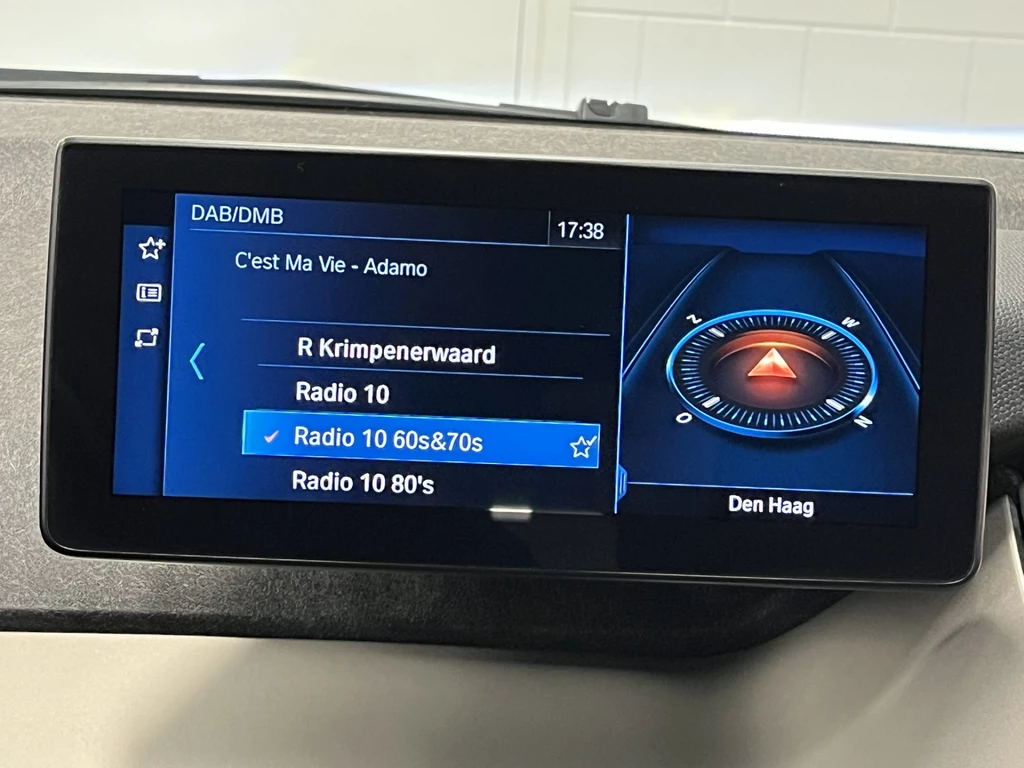 DAB/DMB
17:38
C'est Ma Vie - Adamo
R Krimpenerwaard
Radio 10
Radio 10 60s&70s
Radio 10 80's
Z
W
O
N
Den Haag